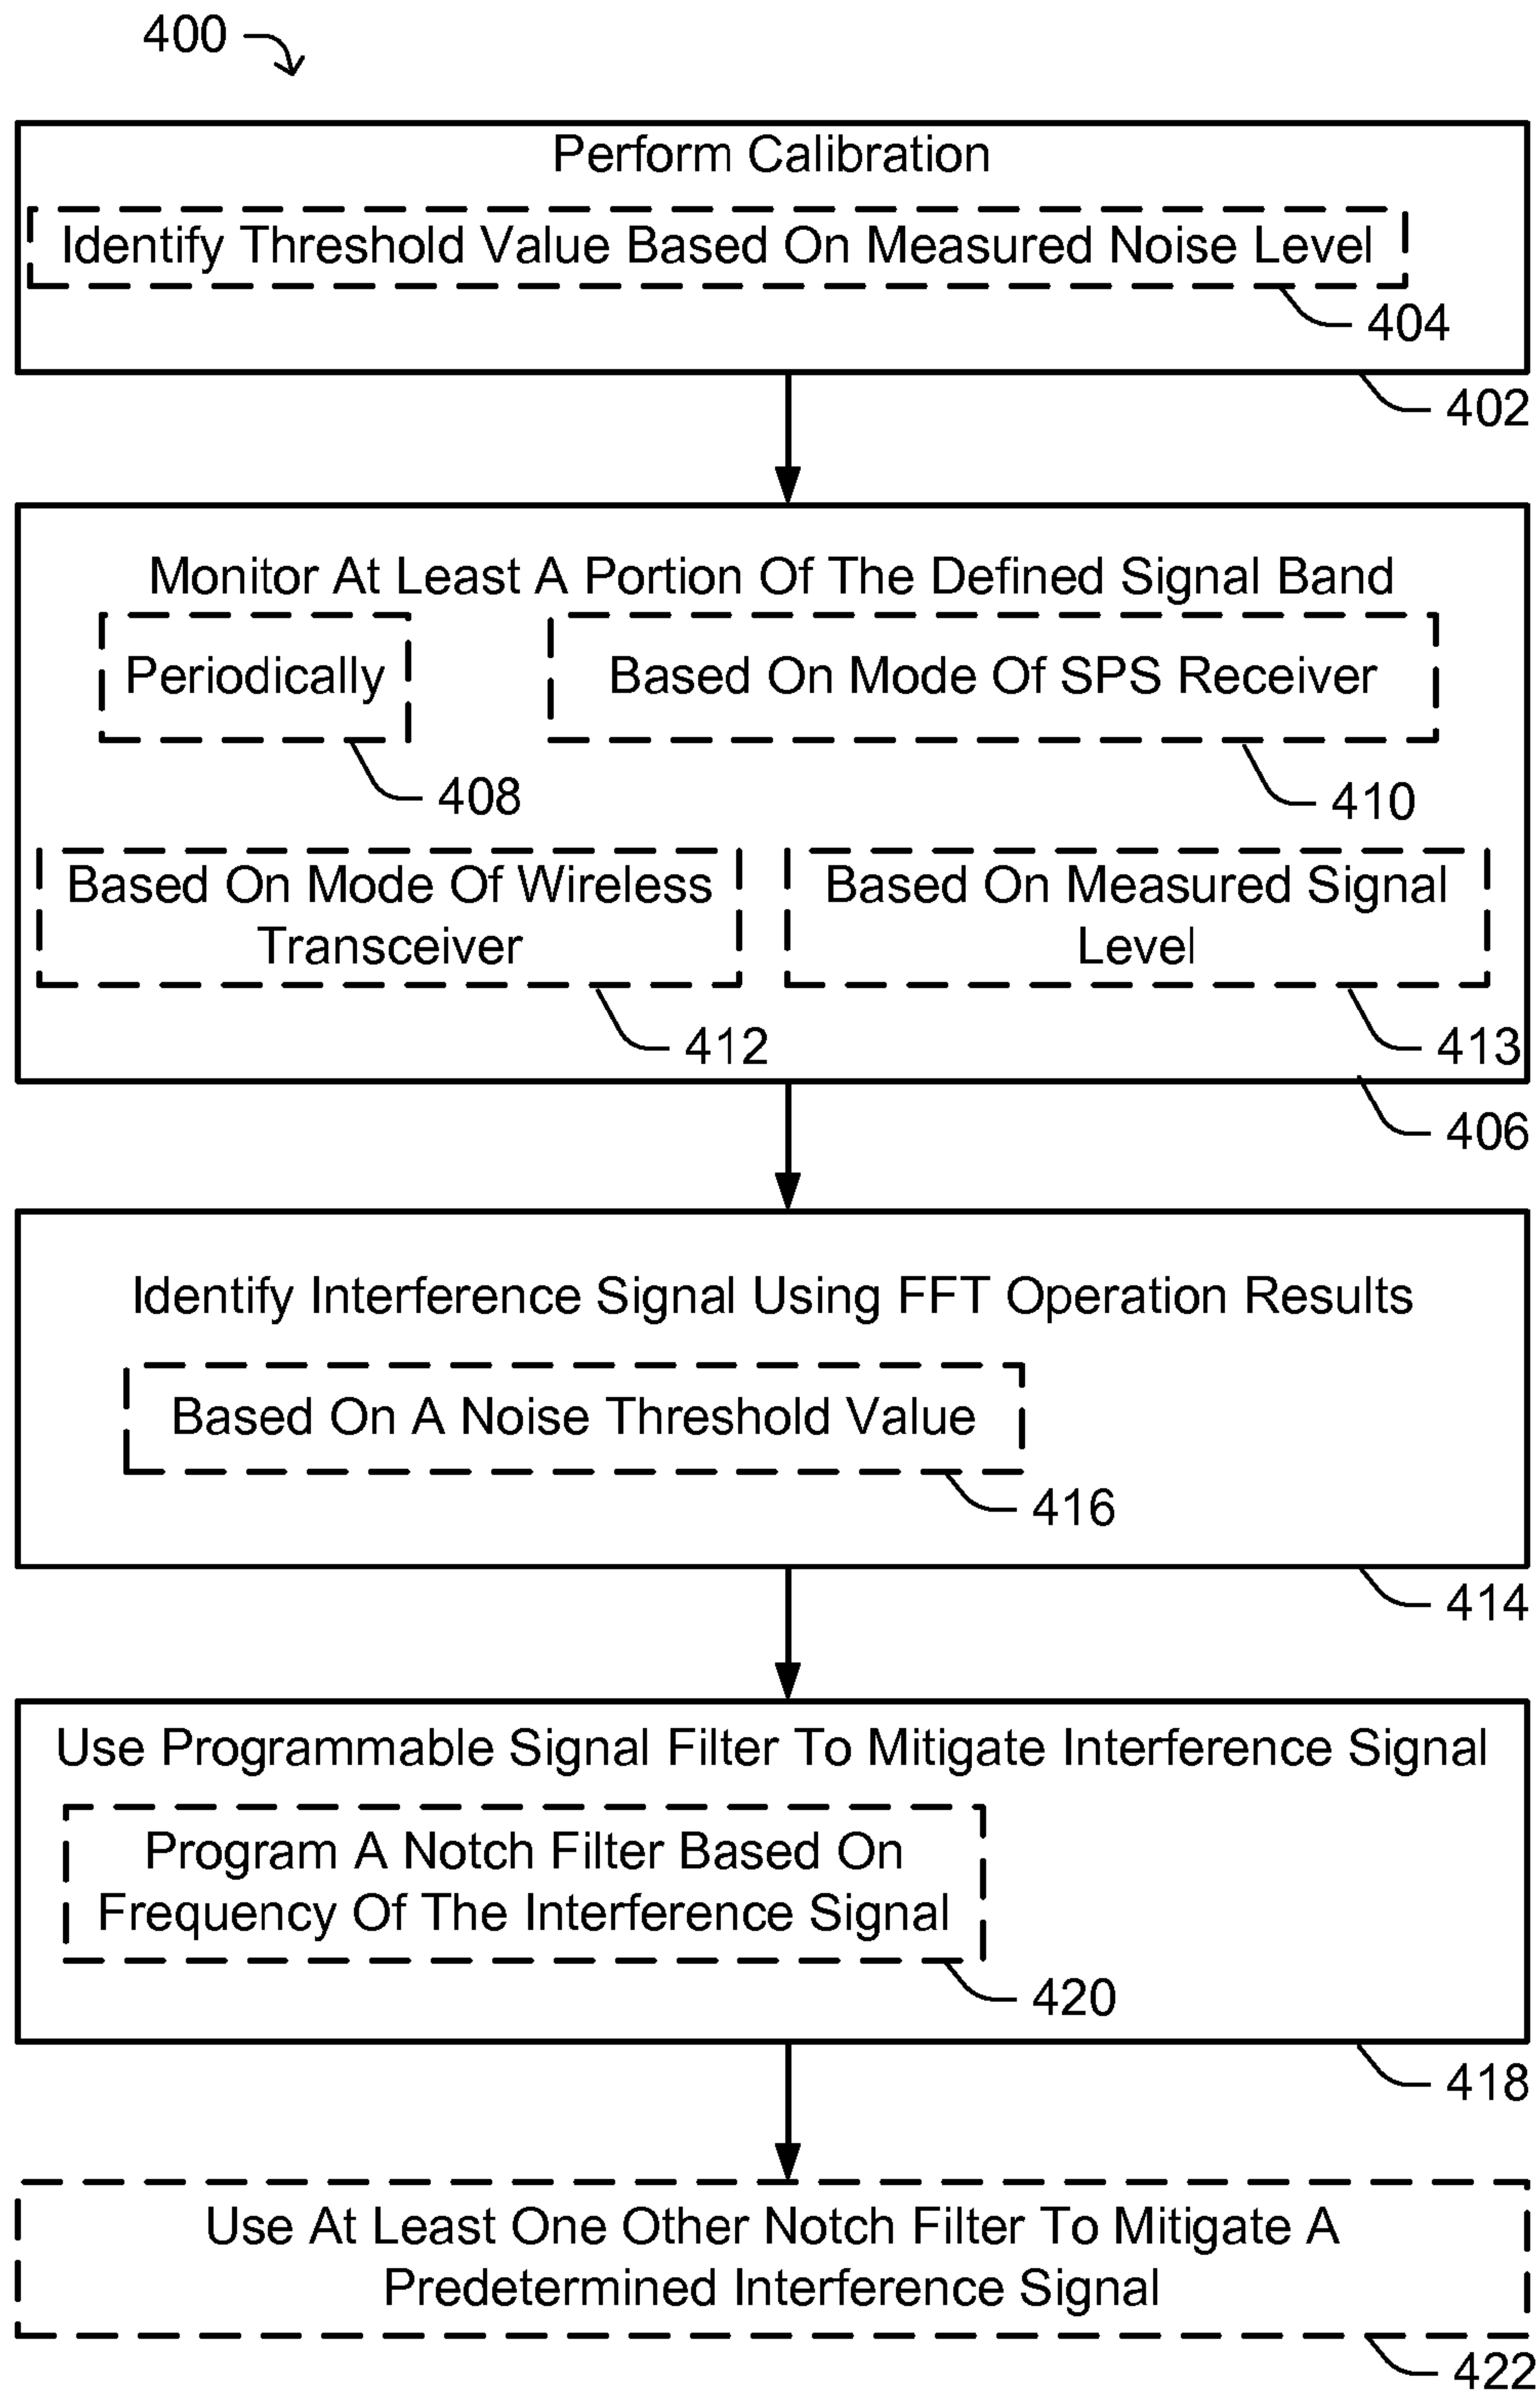 400
Perform Calibration
Identify Threshold Value Based On Measured Noise Level
404
402
Monitor At Least A Portion Of The Defined Signal Band
Periodically
408
Based On Mode Of SPS Receiver
410
Based On Mode Of Wireless
Transceiver
412
Based On Measured Signal
Level
413
406
Identify Interference Signal Using FFT Operation Results
Based On A Noise Threshold Value
416
414
Use Programmable Signal Filter To Mitigate Interference Signal
Program A Notch Filter Based On
Frequency Of The Interference Signal
420
418
Use At Least One Other Notch Filter To Mitigate A
Predetermined Interference Signal
422